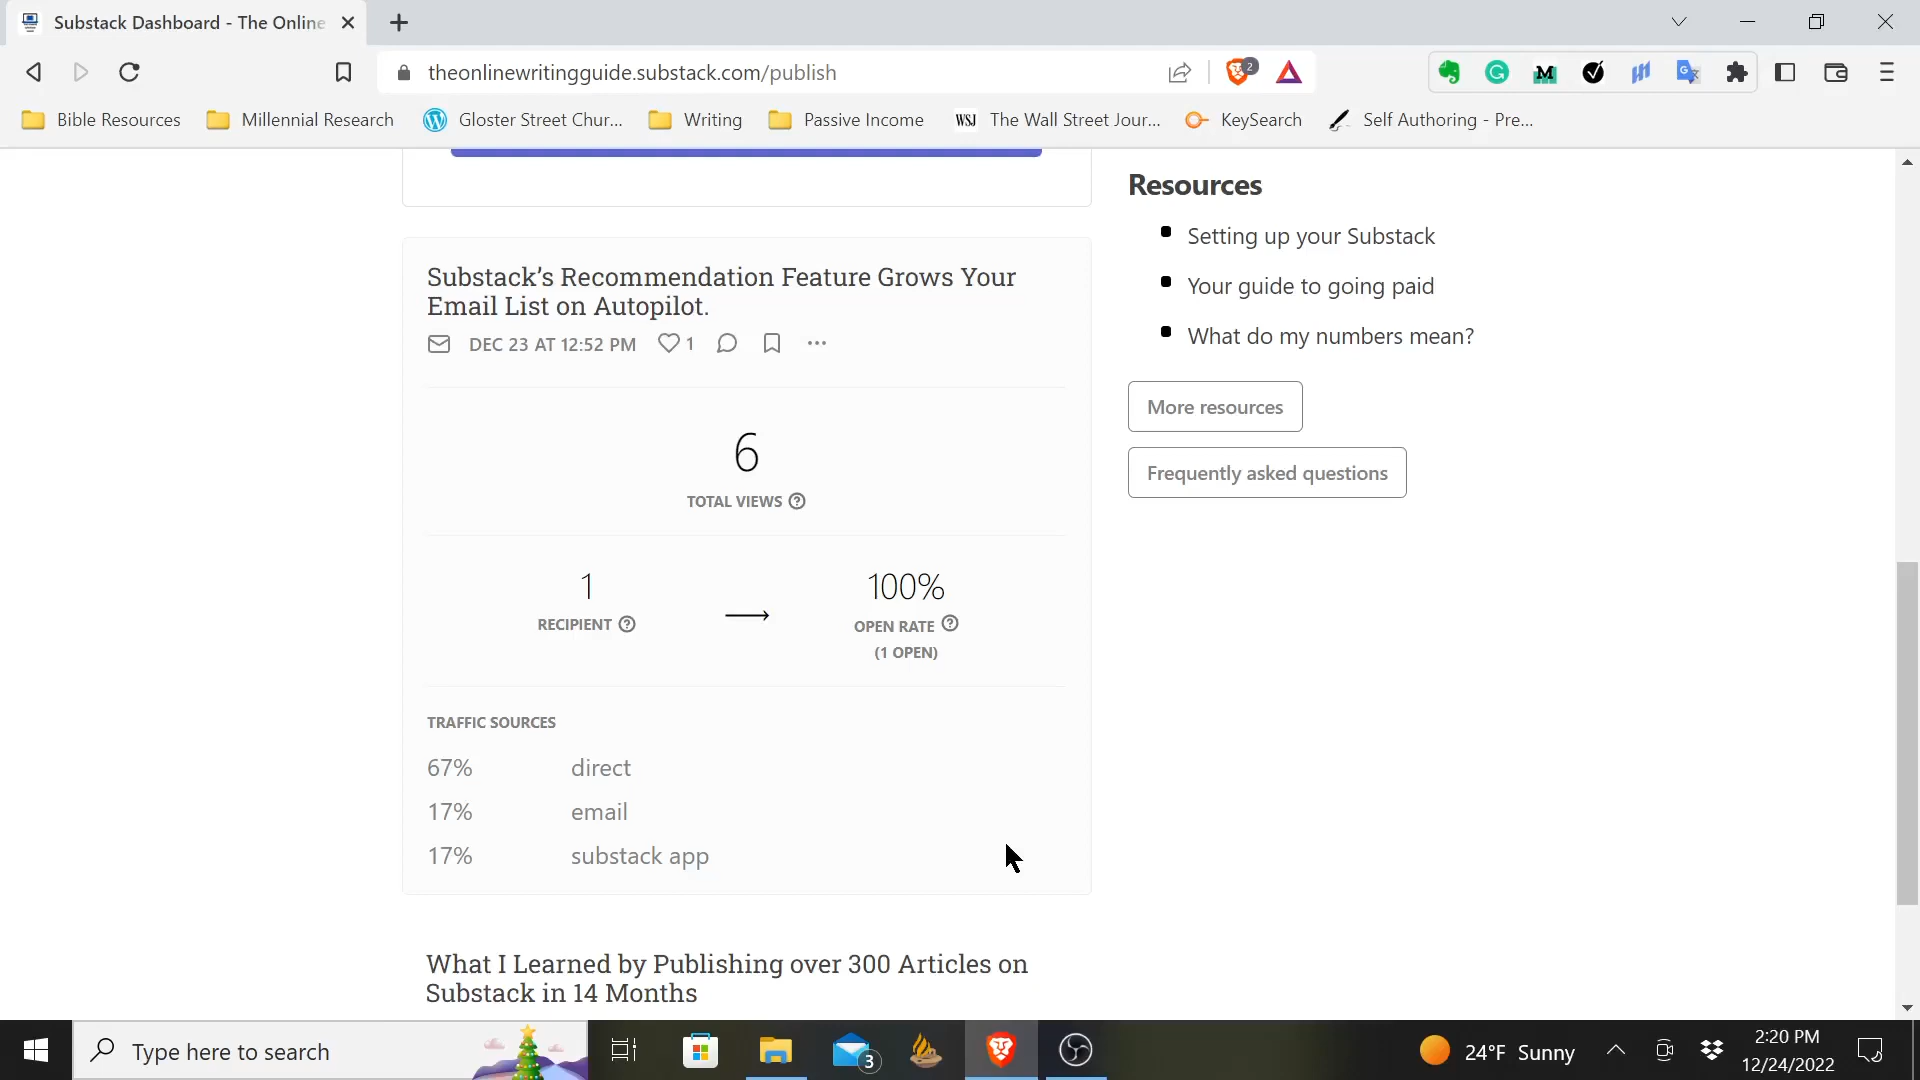 Substack Dashboard - The Online
theonlinewritingguide.substack.com/publish
2
Bible Resources
Millennial Research
Gloster Street Chur...
Writing
Passive Income
WSJ The Wall Street Jour...
KeySearch
Self Authoring - Pre...
Substack's Recommendation Feature Grows Your
Email List on Autopilot.
DEC 23 AT 12:52 PM
1
6
TOTAL VIEWS
1
RECIPIENT
100%
OPEN RATE
(1 OPEN)
TRAFFIC SOURCES
67% direct
17% email
17% substack app
What I Learned by Publishing over 300 Articles on
Substack in 14 Months
Resources
Setting up your Substack
Your guide to going paid
What do my numbers mean?
More resources
Frequently asked questions
Type here to search
3
24°F Sunny
2:20 PM
12/24/2022